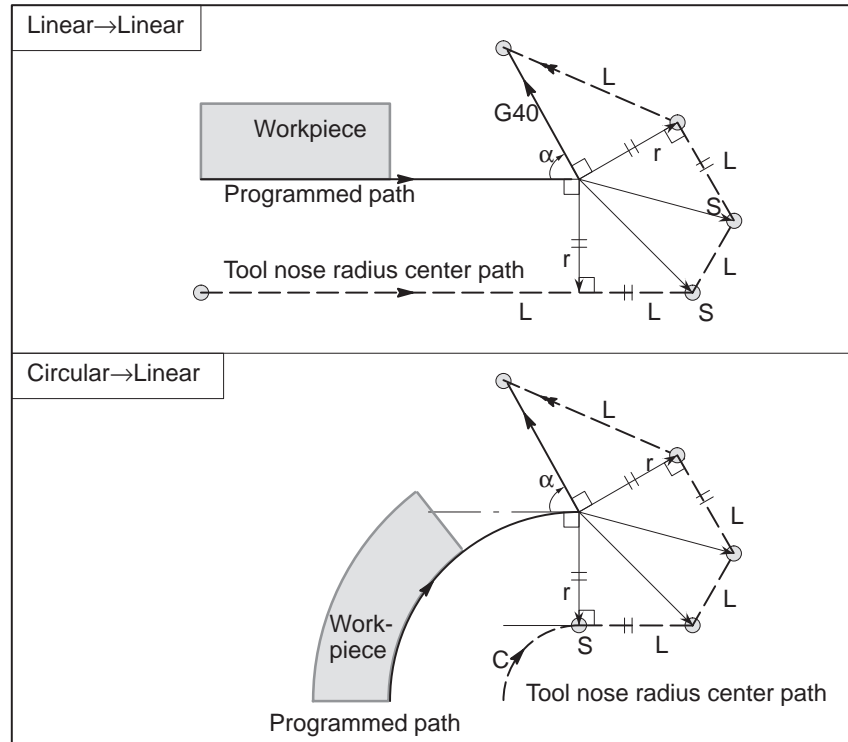 Linear→Linear
L
G40
Workpiece
α
r
L
Programmed path
S
r
Tool nose radius center path
L
L
L
S
Circular→Linear
L
α
r
L
r
L
Work-
piece
S
L
C
Tool nose radius center path
Programmed path